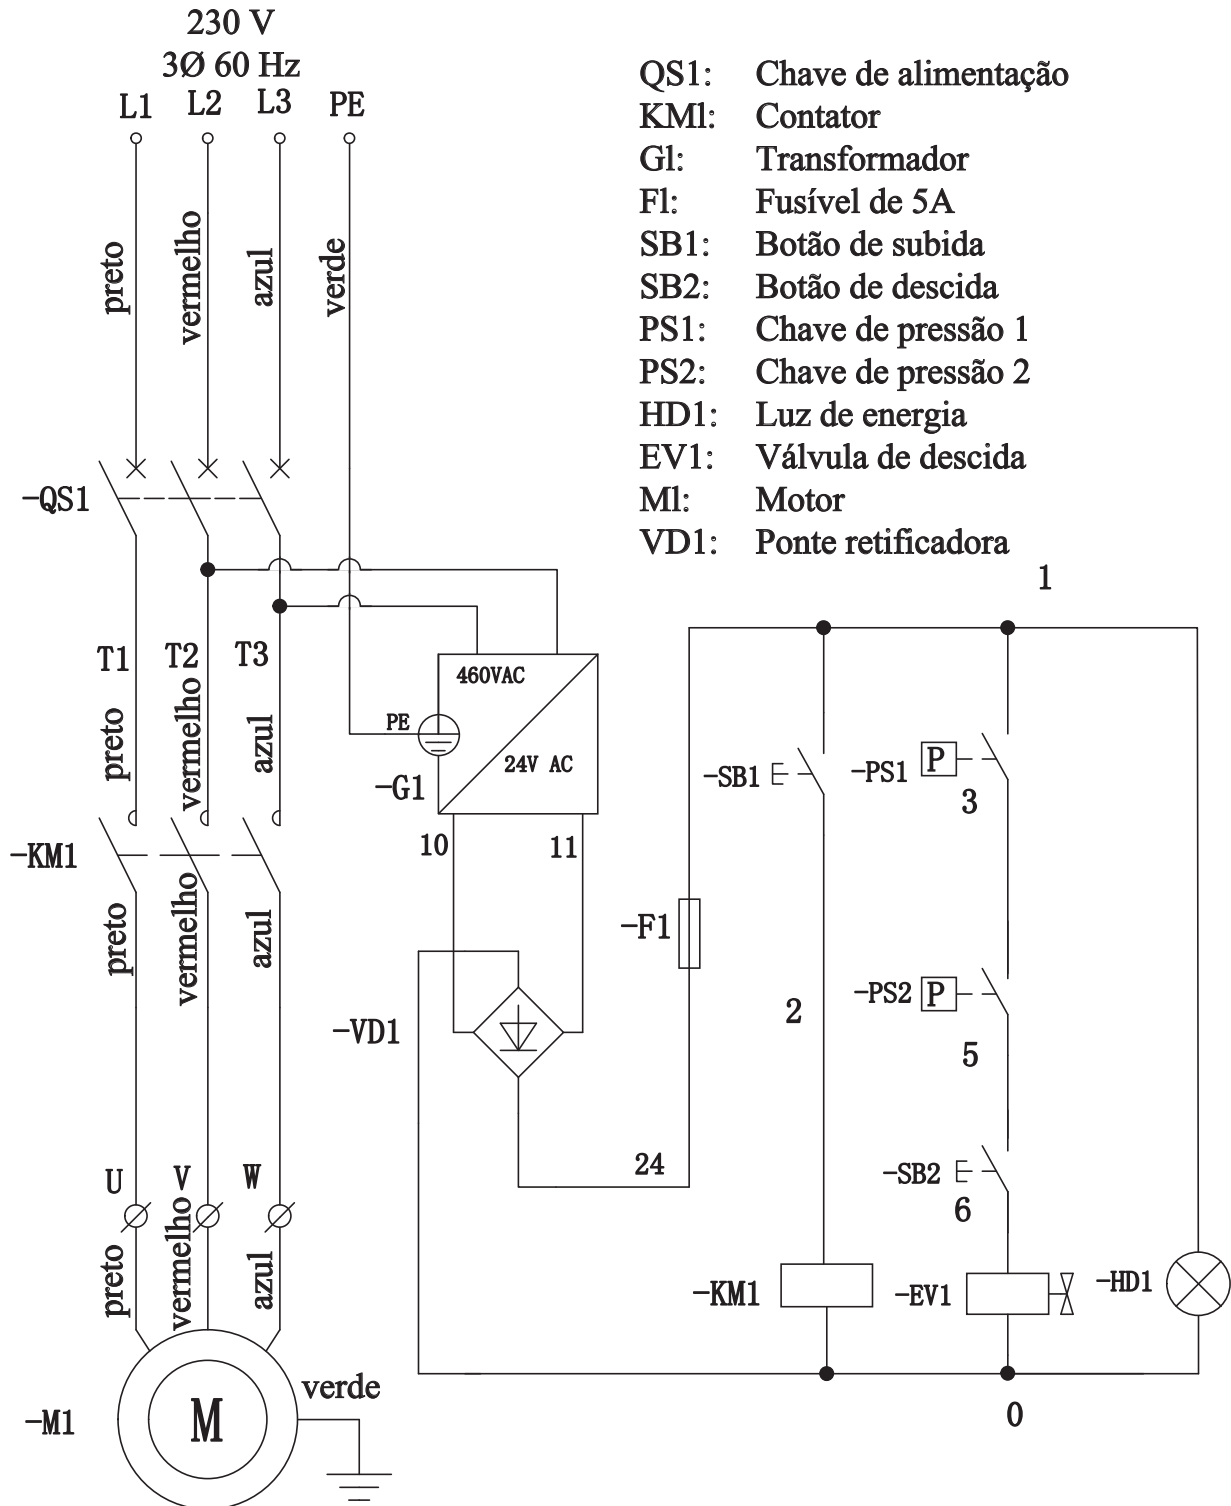 230 V
3Ø 60 Hz
L1 L2 L3 PE
QS1: Chave de alimentação
KMl: Contator
Gl: Transformador
Fl: Fusível de 5A
SB1: Botão de subida
SB2: Botão de descida
PS1: Chave de pressão 1
PS2: Chave de pressão 2
HD1: Luz de energia
EV1: Válvula de descida
Ml: Motor
VD1: Ponte retificadora
preto
vermelho
azul
verde
-QS1
1
T1 T2 T3
460VAC
PE
24V AC
-G1
preto
vermelho
azul
-SB1
-PS1 P
3
10 11
-KM1
preto
vermelho
azul
-F1
-PS2 P
2
5
-VD1
24
-SB2
6
U V W
preto
vermelho
azul
-KM1
-EV1
-HD1
verde
-M1
M
0